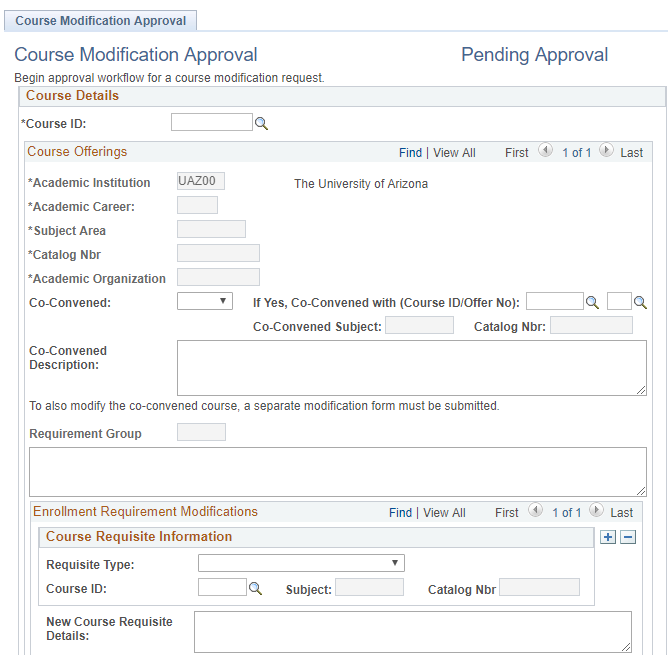 Course Modification Approval
Course Modification Approval Pending Approval
Begin approval workflow for a course modification request.
Course Details
*Course ID:
Course Offerings Find | View All First 1 of 1 Last
*Academic Institution UAZ00 The University of Arizona
*Academic Career:
*Subject Area
*Catalog Nbr
*Academic Organization
Co-Convened: If Yes, Co-Convened with (Course ID/Offer No):
Co-Convened Subject: Catalog Nbr:
Co-Convened
Description:
To also modify the co-convened course, a separate modification form must be submitted.
Requirement Group
Enrollment Requirement Modifications Find | View All First 1 of 1 Last
Course Requisite Information
Requisite Type:
Course ID: Subject: Catalog Nbr
New Course Requisite
Details: